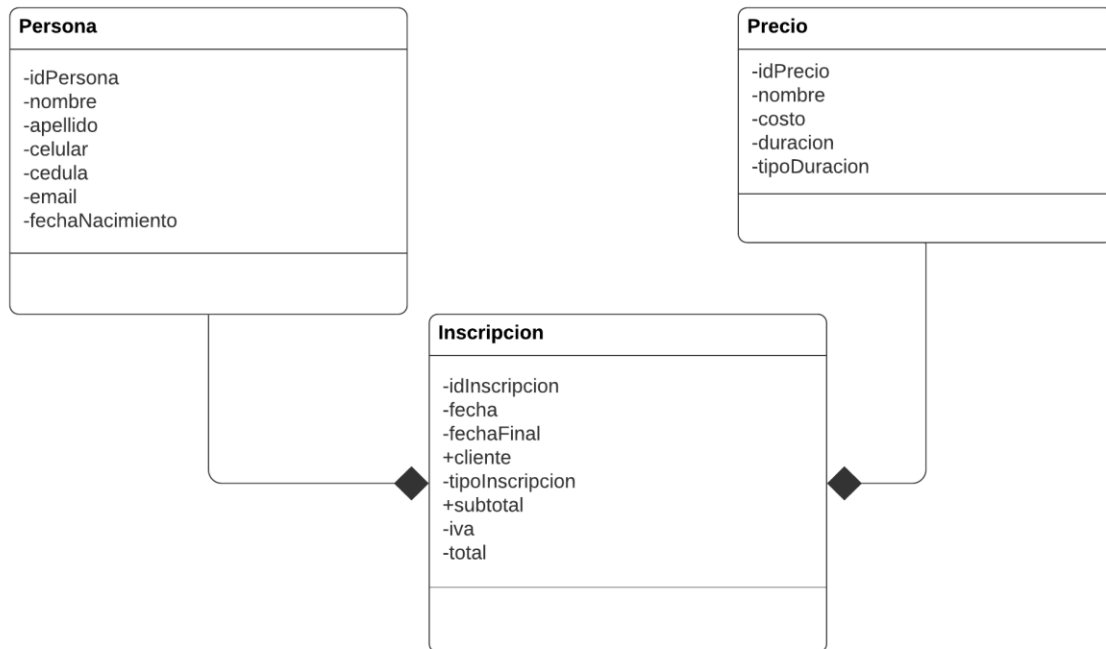 Persona
-idPersona
-nombre
-apellido
-celular
-cedula
-email
-fechaNacimiento
Precio
-idPrecio
-nombre
-costo
-duracion
-tipoDuracion
Inscripcion
-idInscripcion
-fecha
-fechaFinal
+cliente
-tipoInscripcion
+subtotal
-iva
-total